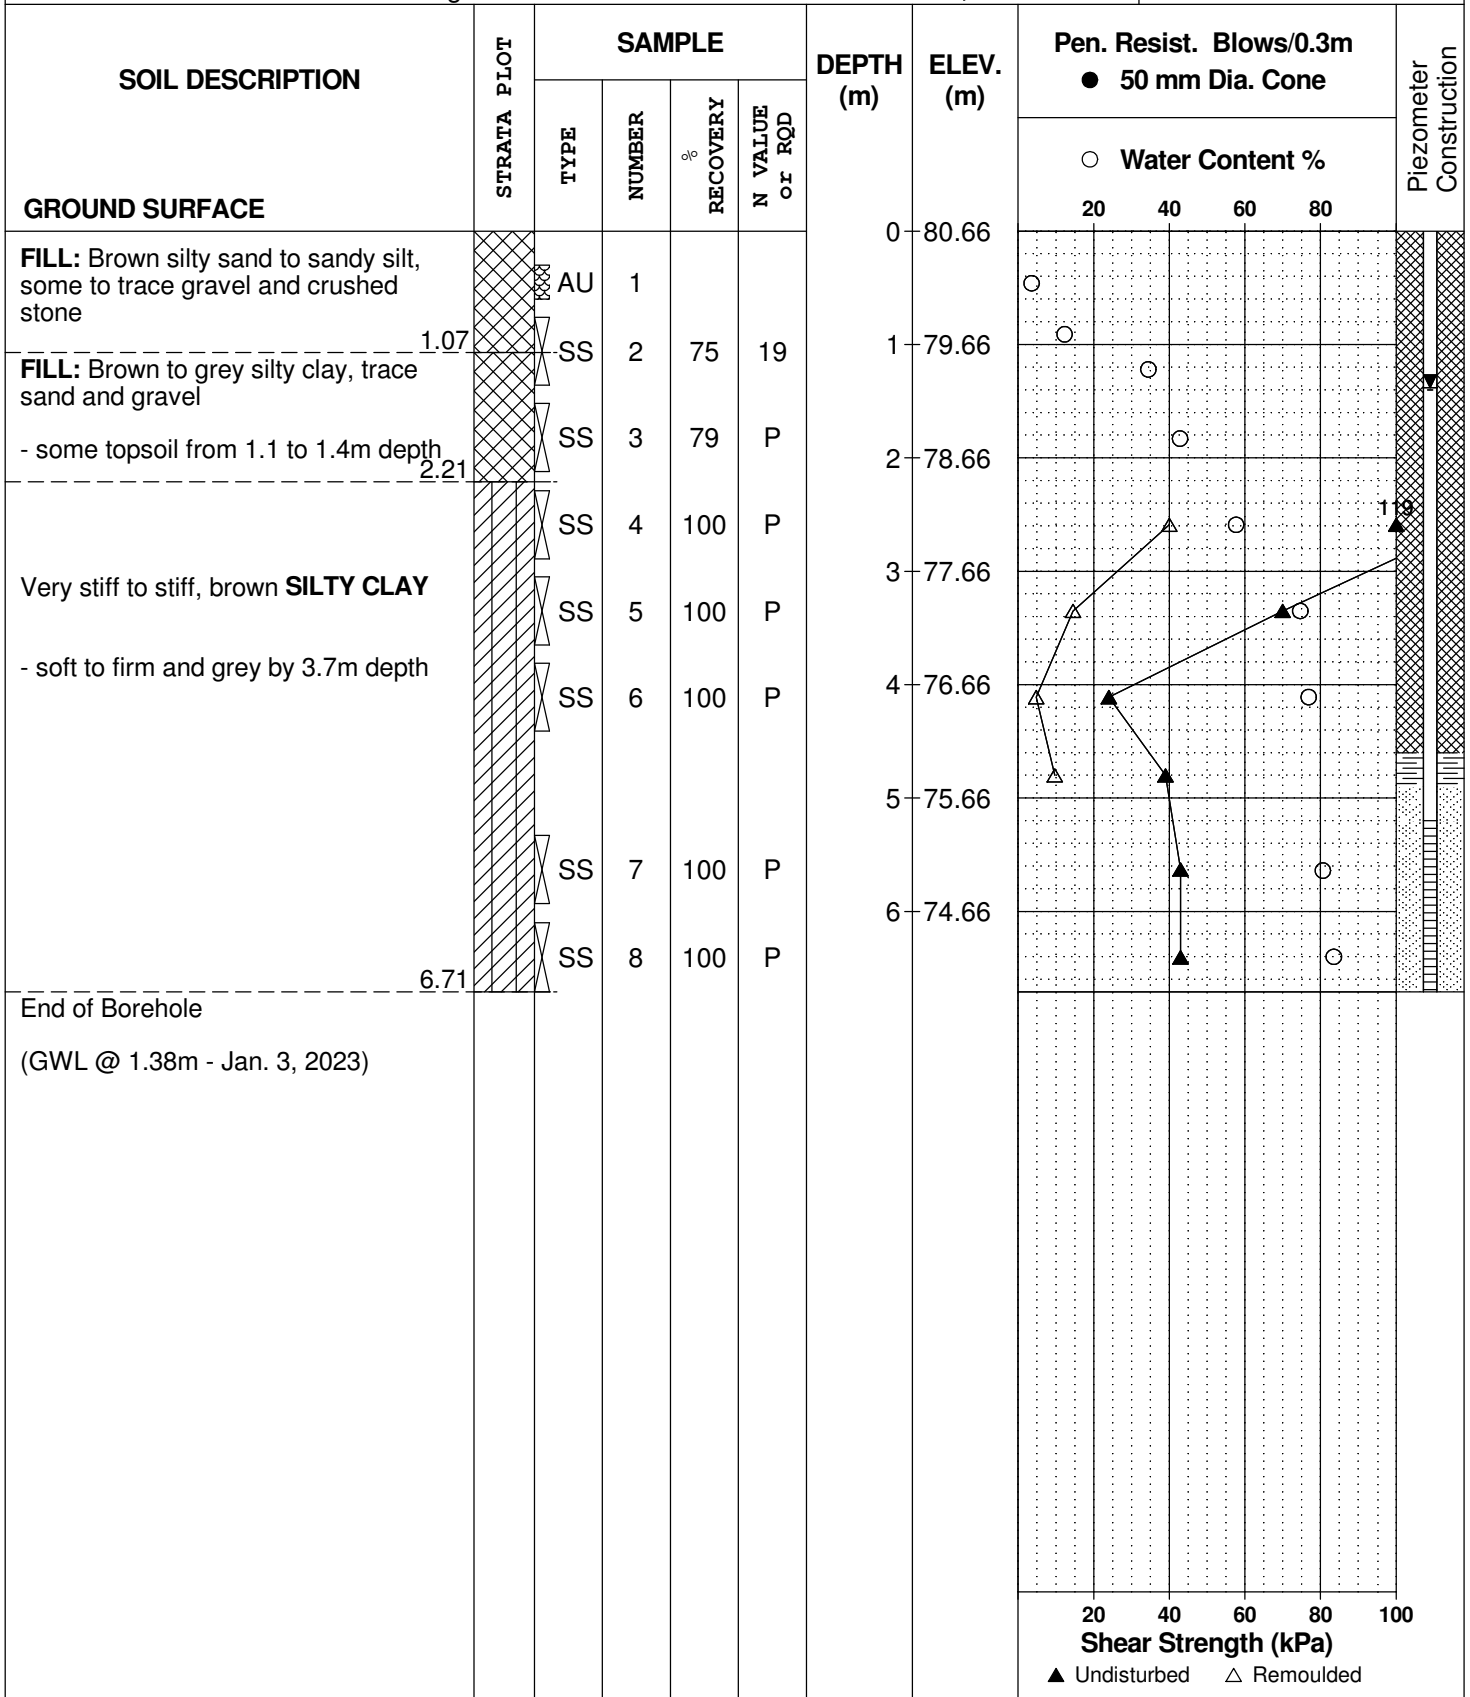 SOIL DESCRIPTION
GROUND SURFACE
STRATA PLOT
SAMPLE
TYPE
NUMBER
% RECOVERY
N VALUE or RQD
DEPTH (m)
ELEV. (m)
Pen. Resist. Blows/0.3m
● 50 mm Dia. Cone
○ Water Content %
20 40 60 80
Piezometer Construction
0 80.66
FILL: Brown silty sand to sandy silt,
some to trace gravel and crushed
stone
1.07
AU 1
SS 2 75 19
1 79.66
FILL: Brown to grey silty clay, trace
sand and gravel
- some topsoil from 1.1 to 1.4m depth
2.21
SS 3 79 P
2 78.66
SS 4 100 P
119
3 77.66
Very stiff to stiff, brown SILTY CLAY
SS 5 100 P
- soft to firm and grey by 3.7m depth
SS 6 100 P
4 76.66
5 75.66
SS 7 100 P
6 74.66
SS 8 100 P
6.71
End of Borehole
(GWL @ 1.38m - Jan. 3, 2023)
20 40 60 80 100
Shear Strength (kPa)
▲ Undisturbed △ Remoulded